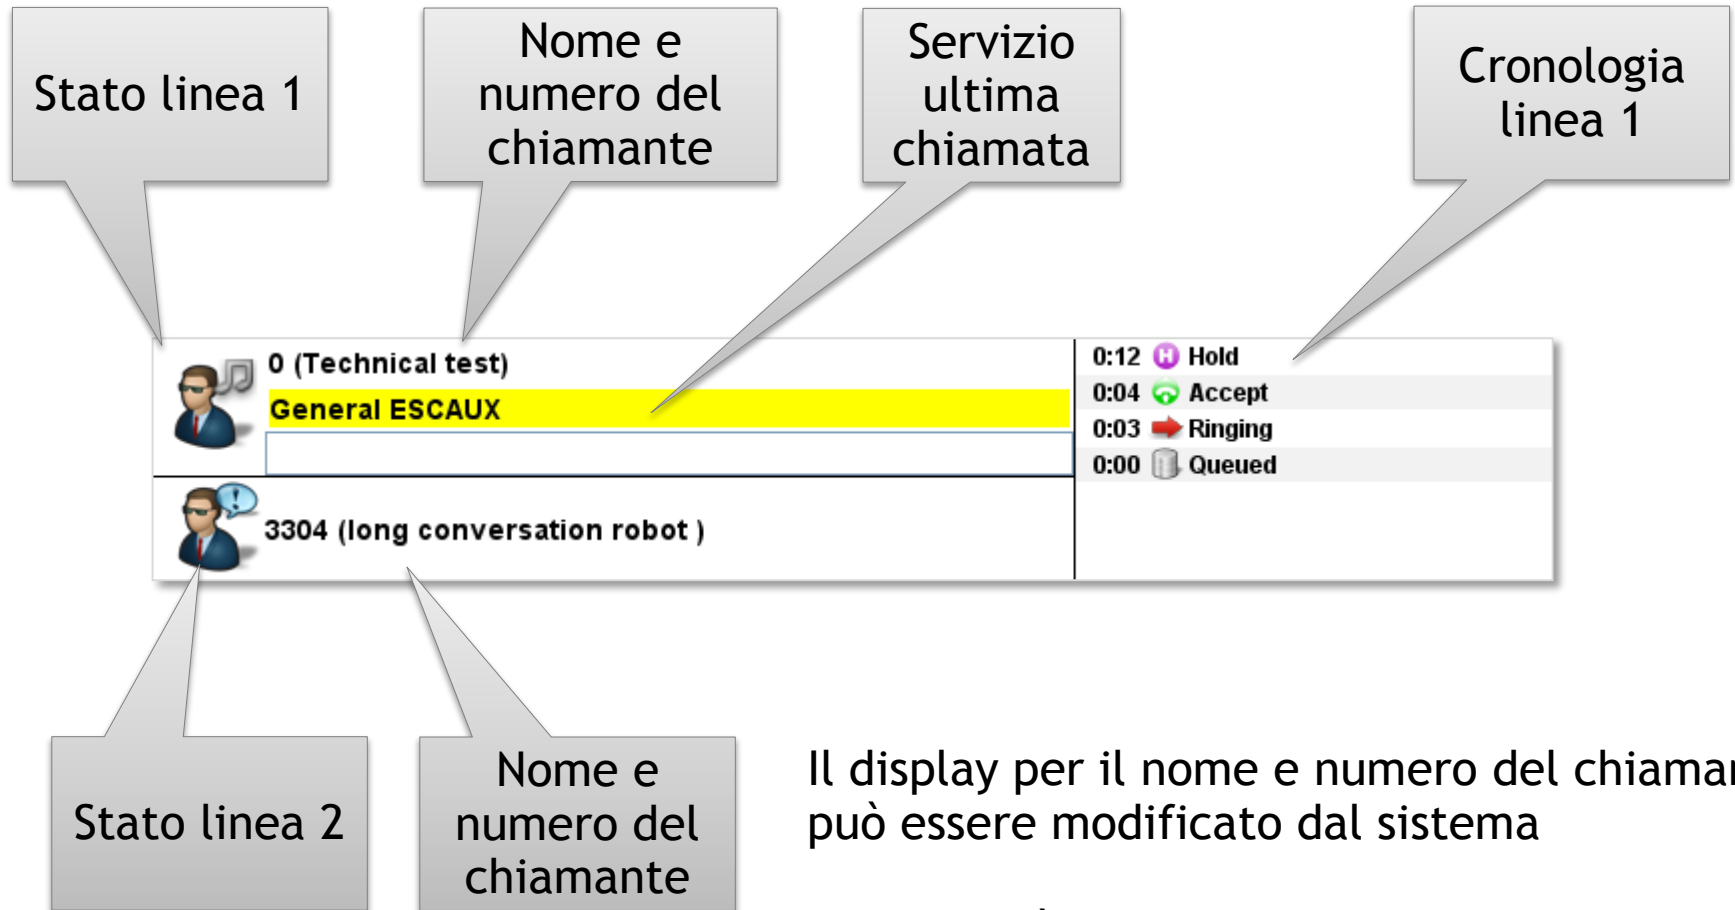 Stato linea 1
Nome e
numero del
chiamante
Servizio
ultima
chiamata
Cronologia
linea 1
0 (Technical test)
General ESCAUX
0:12 Hold
0:04 Accept
0:03 Ringing
0:00 Queued
3304 (long conversation robot )
Stato linea 2
Nome e
numero del
chiamante
Il display per il nome e numero del
può essere modificato dal sistema